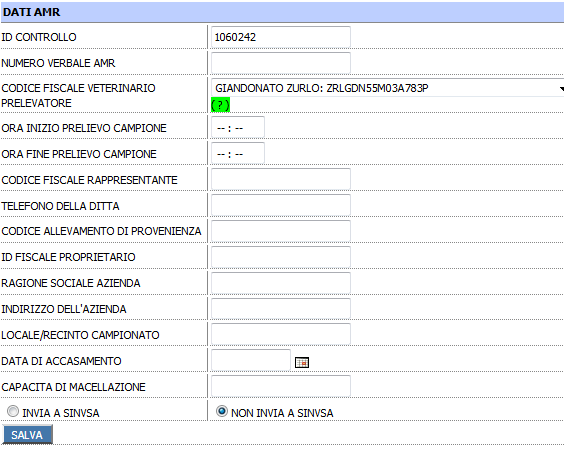 DATI AMR
ID CONTROLLO 1060242
NUMERO VERBALE AMR
CODICE FISCALE VETERINARIO PRELEVATORE GIANDONATO ZURLO: ZRLGDN55M03A783P
(?)
ORA INIZIO PRELIEVO CAMPIONE --:--
ORA FINE PRELIEVO CAMPIONE --:--
CODICE FISCALE RAPPRESENTANTE
TELEFONO DELLA DITTA
CODICE ALLEVAMENTO DI PROVENIENZA
ID FISCALE PROPRIETARIO
RAGIONE SOCIALE AZIENDA
INDIRIZZO DELL'AZIENDA
LOCALE/RECINTO CAMPIONATO
DATA DI ACCASAMENTO
CAPACITA DI MACELLAZIONE
INVIA A SINVSA NON INVIA A SINVSA
SALVA